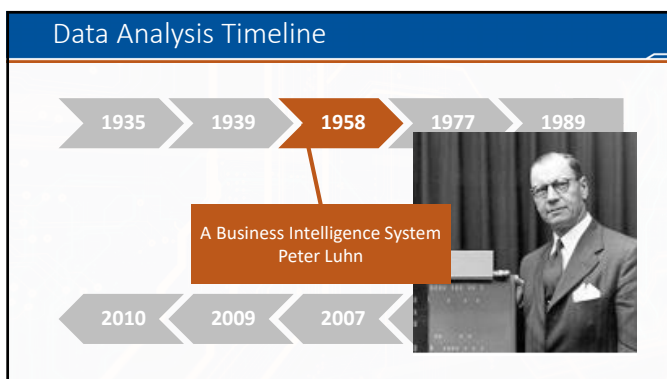 Data Analysis Timeline
1935 1939 1958 1977 1989
A Business Intelligence System
Peter Luhn
2010 2009 2007